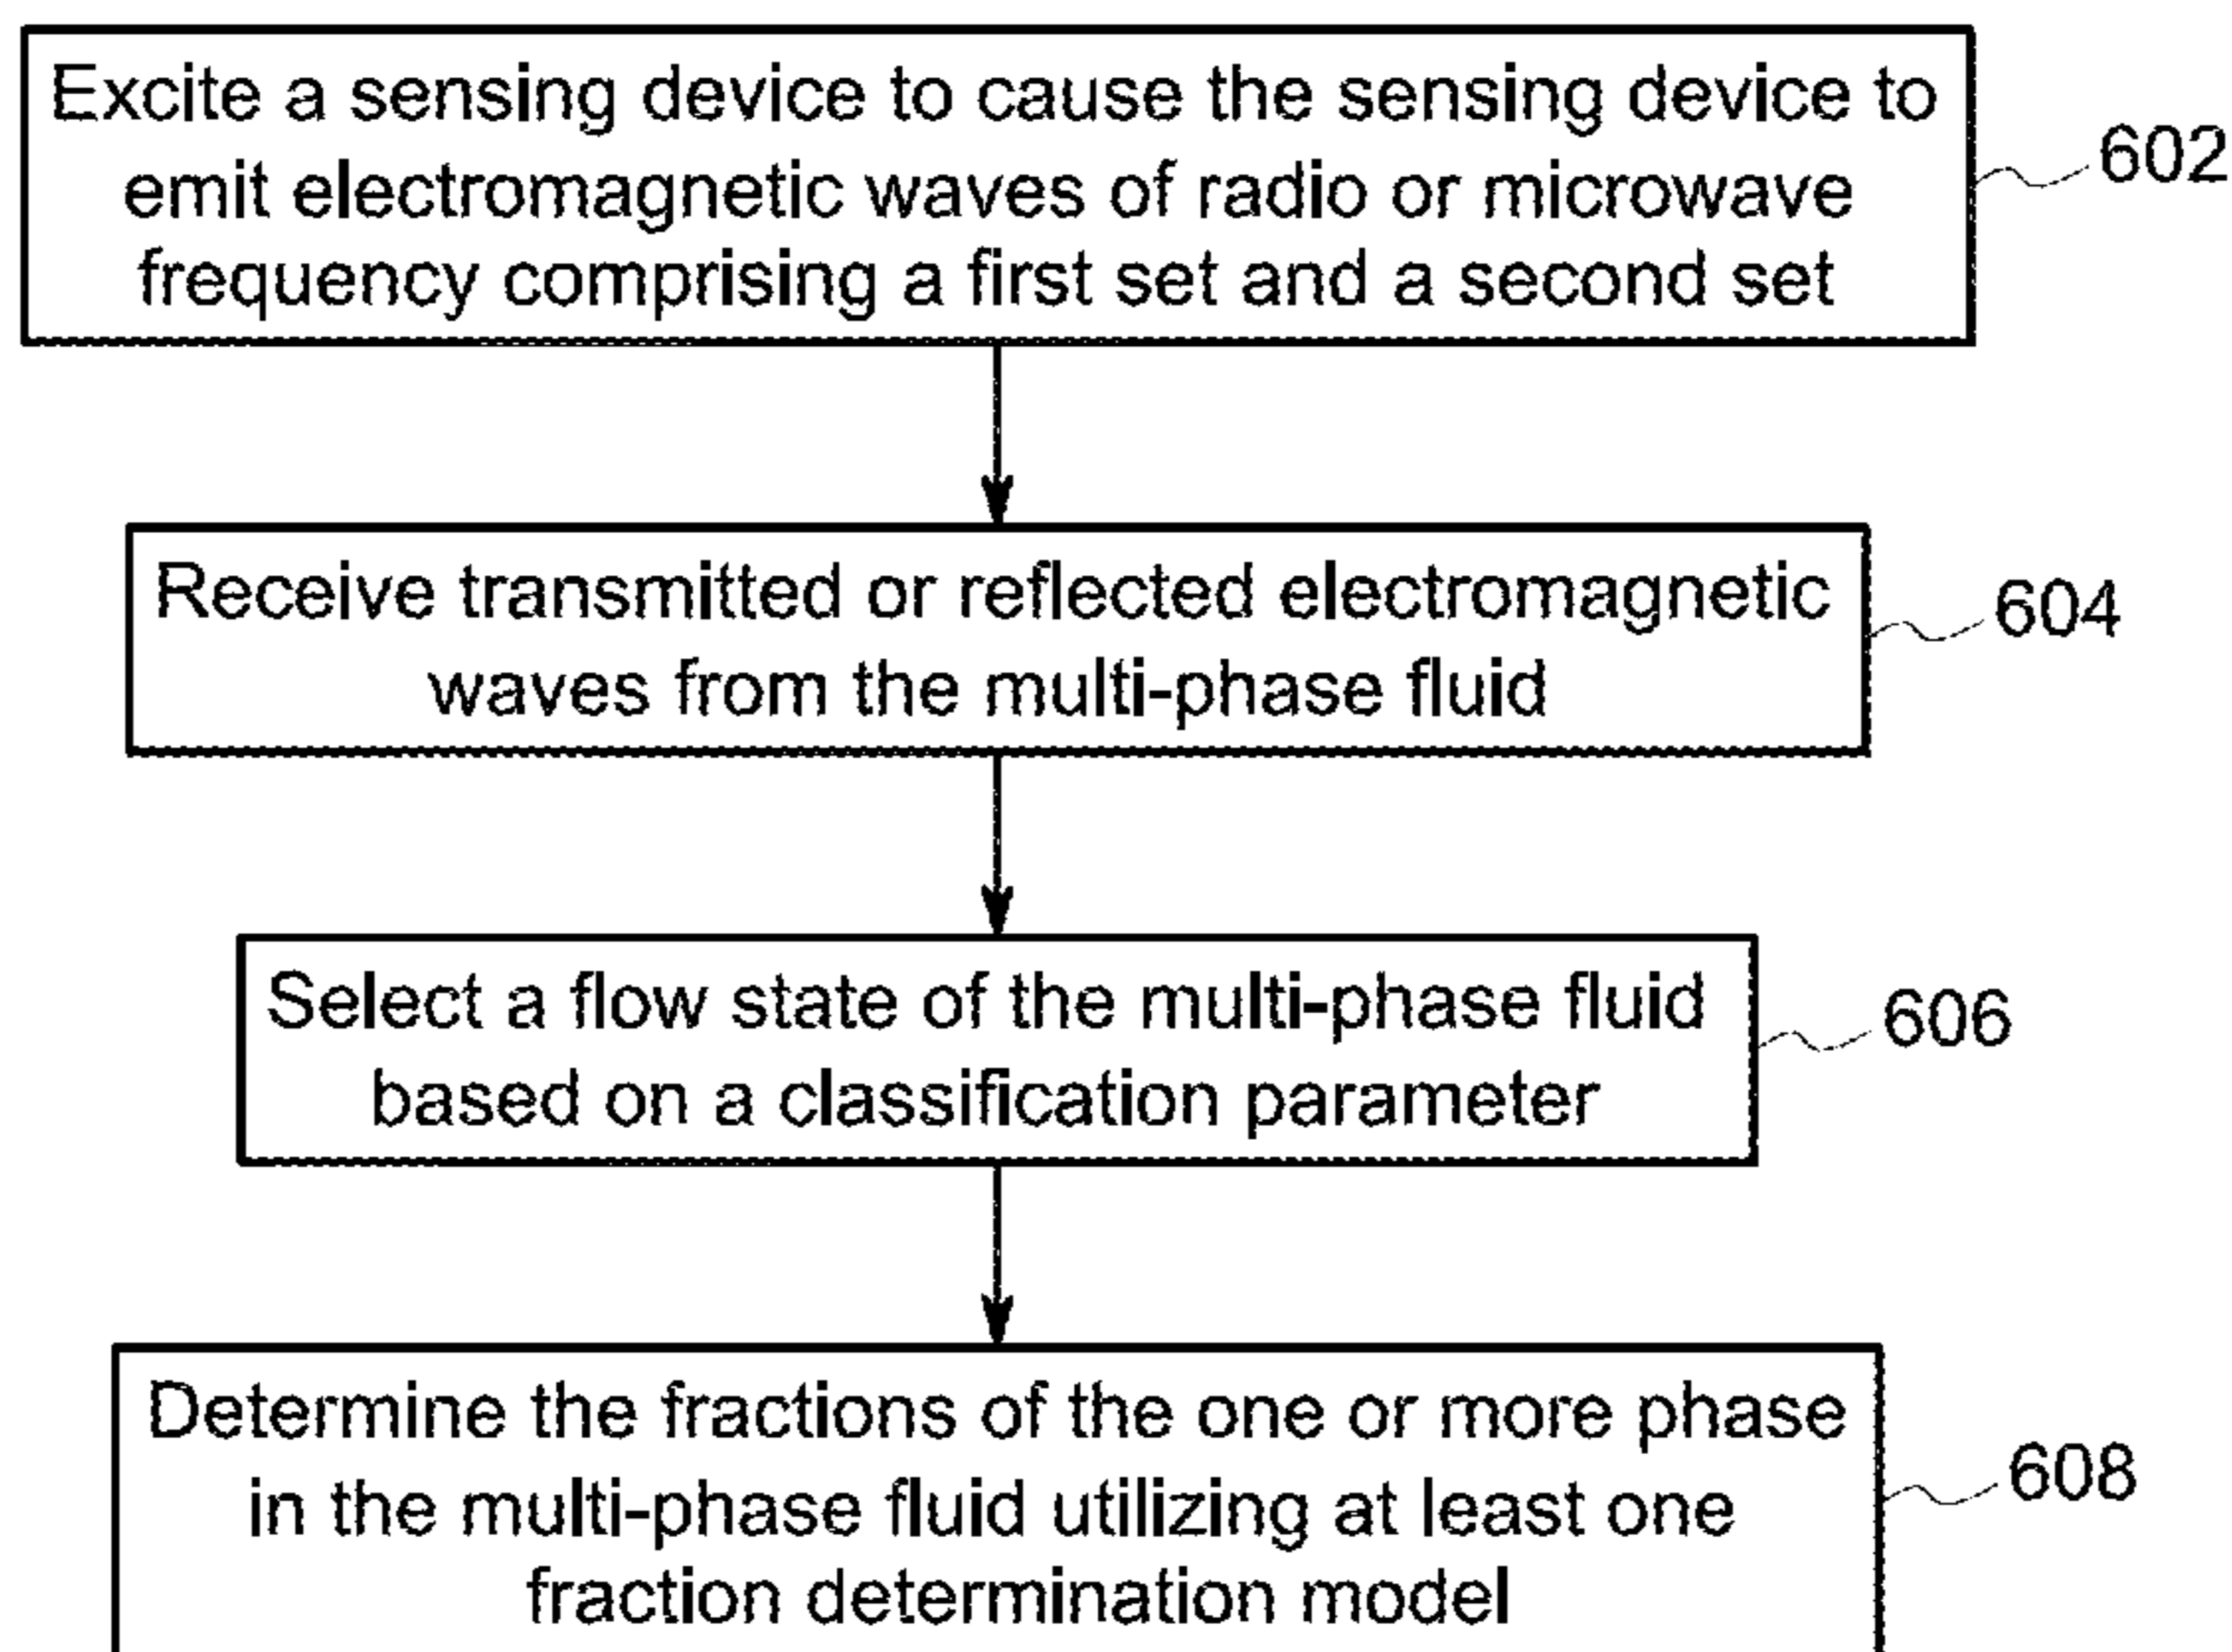 Excite a sensing device to cause the sensing device to
emit electromagnetic waves of radio or microwave
frequency comprising a first set and a second set
602
Receive transmitted or reflected electromagnetic
waves from the multi-phase fluid
604
Select a flow state of the multi-phase fluid
based on a classification parameter
606
Determine the fractions of the one or more phase
in the multi-phase fluid utilizing at least one
fraction determination model
608